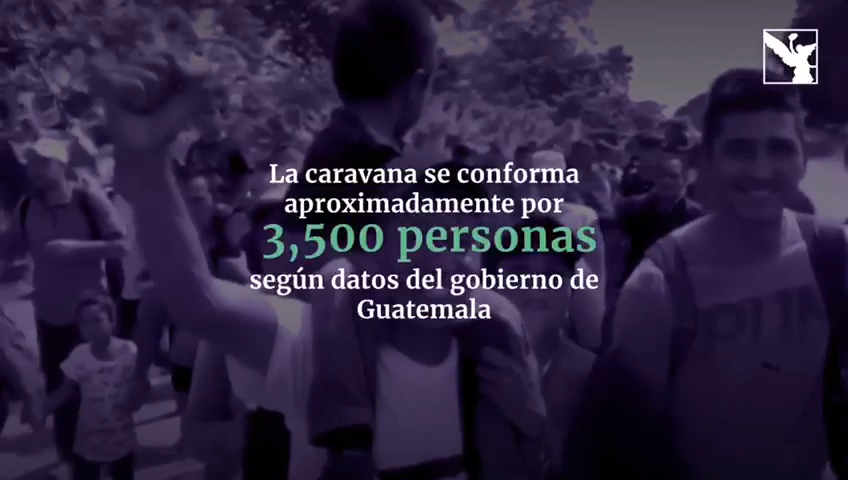 La caravana se conforma
aproximadamente por
3,500 personas
según datos del gobierno de
Guatemala